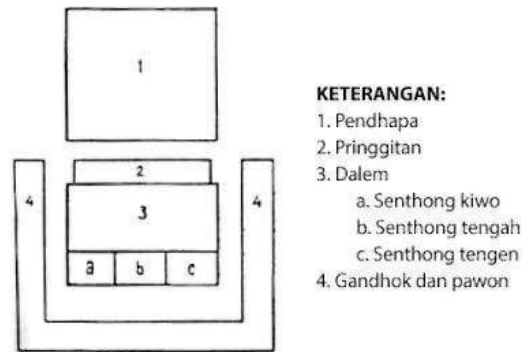 1
2
4
4
3
a
b
c
KETERANGAN:
1. Pendhapa
2. Pringgitan
3. Dalem
a. Senthong kiwo
b. Senthong tengah
c. Senthong tengen
4. Gandhok dan pawon